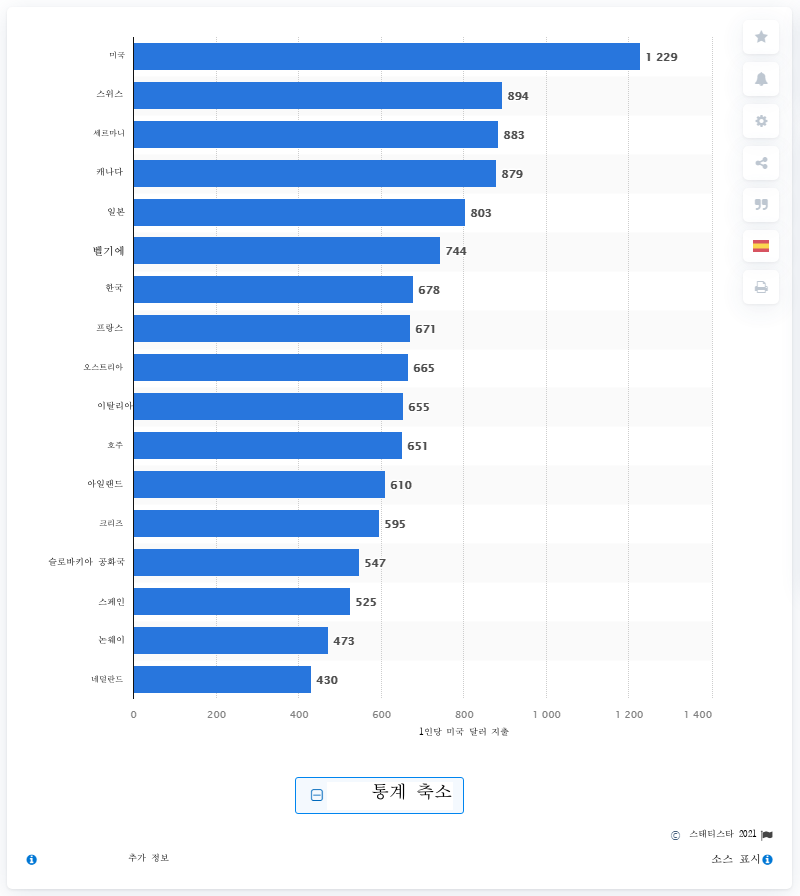 미국 1 229
스위스 894
세르마니 883
캐나다 879
일본 803
벨기에 744
한국 678
프랑스 671
오스트리아 665
이탈리아 655
호주 651
아일랜드 610
크리즈 595
슬로바키아 공화국 547
스페인 525
논웨이 473
네덜란드 430
0 200 400 600 800 1 000 1 200 1 400
1인당 미국 달러 지출
통계 축소
© 스태티스타 2021
추가 정보 소스 표시